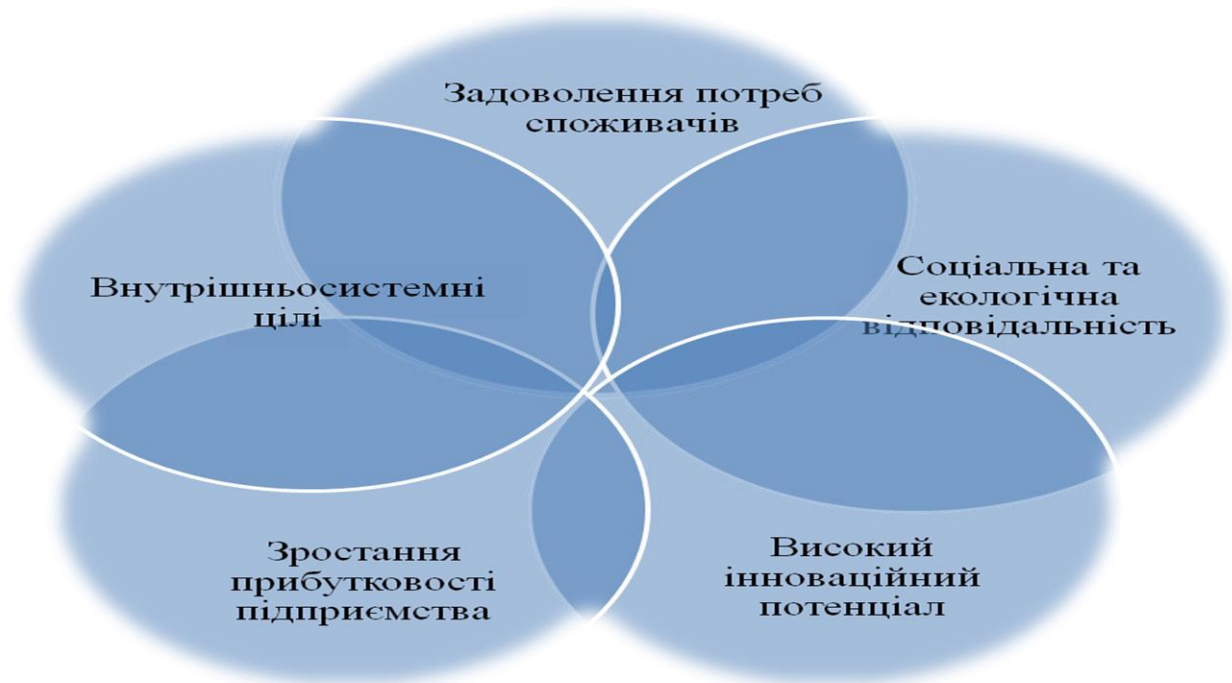 Задоволення потреб
споживачів
Соціальна та
екологічна
відповідальність
Внутрішньосистемні
цілі
Зростання
прибутковості
підприємства
Високий
інноваційний
потенціал